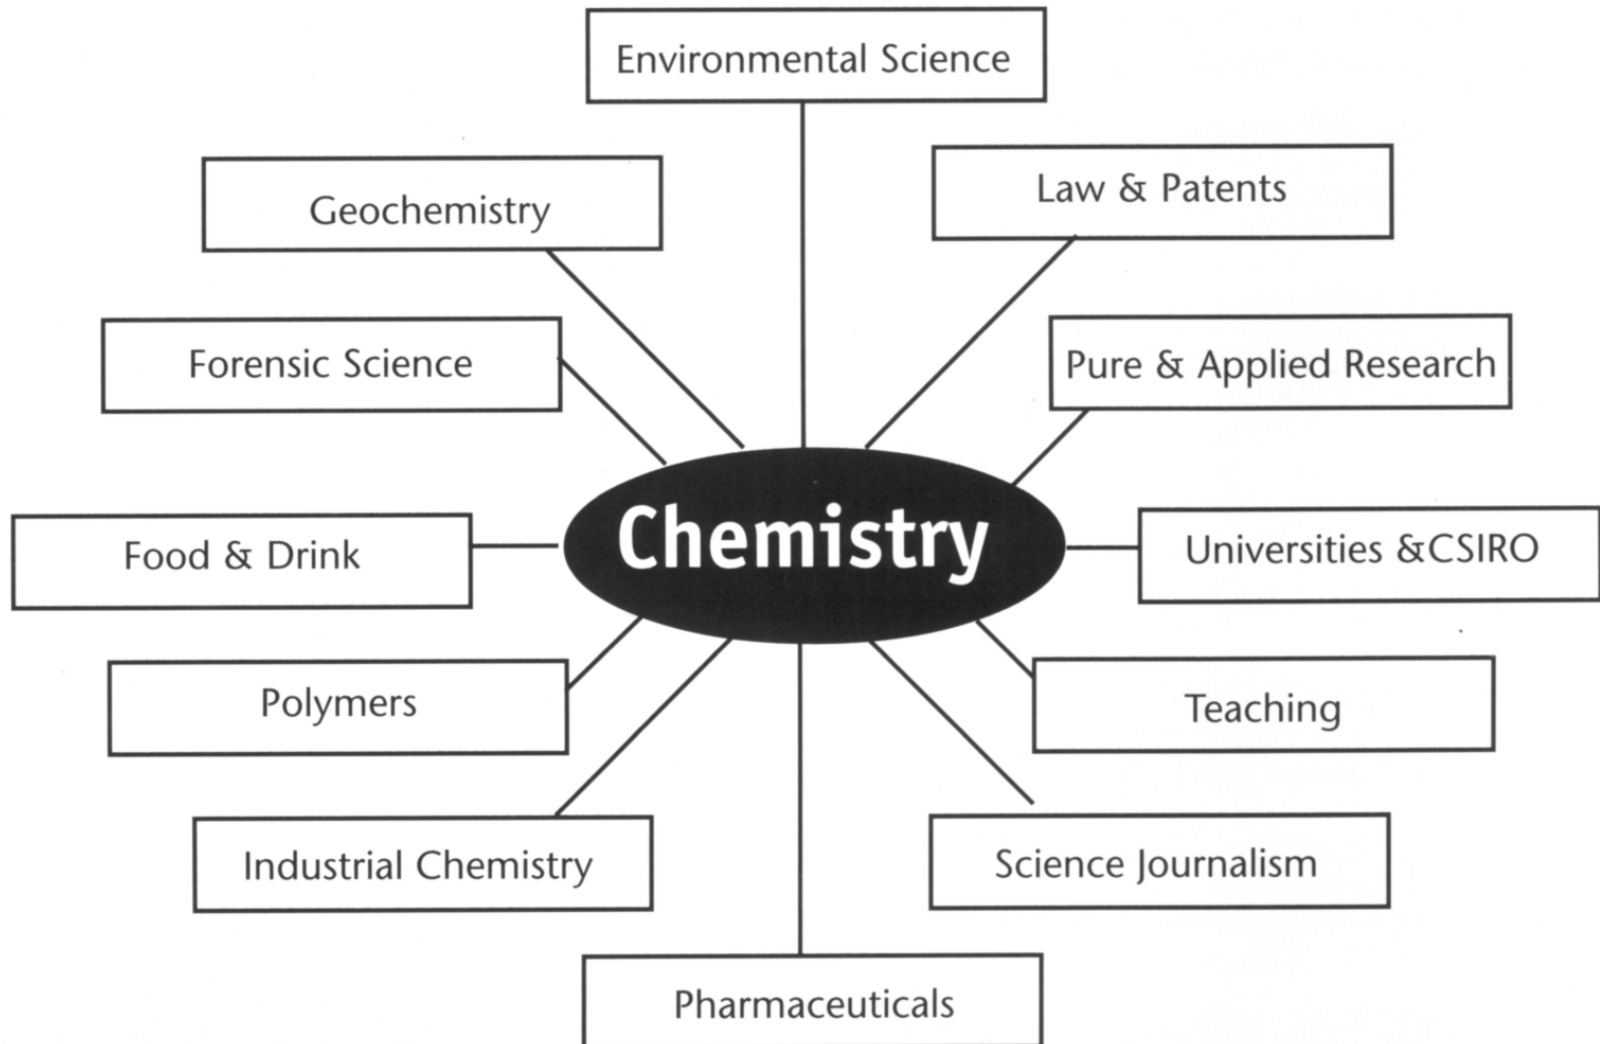 Environmental Science
Law & Patents
Geochemistry
Forensic Science
Pure & Applied Research
Chemistry
Food & Drink
Universities &CSIRO
Polymers
Teaching
Industrial Chemistry
Science Journalism
Pharmaceuticals